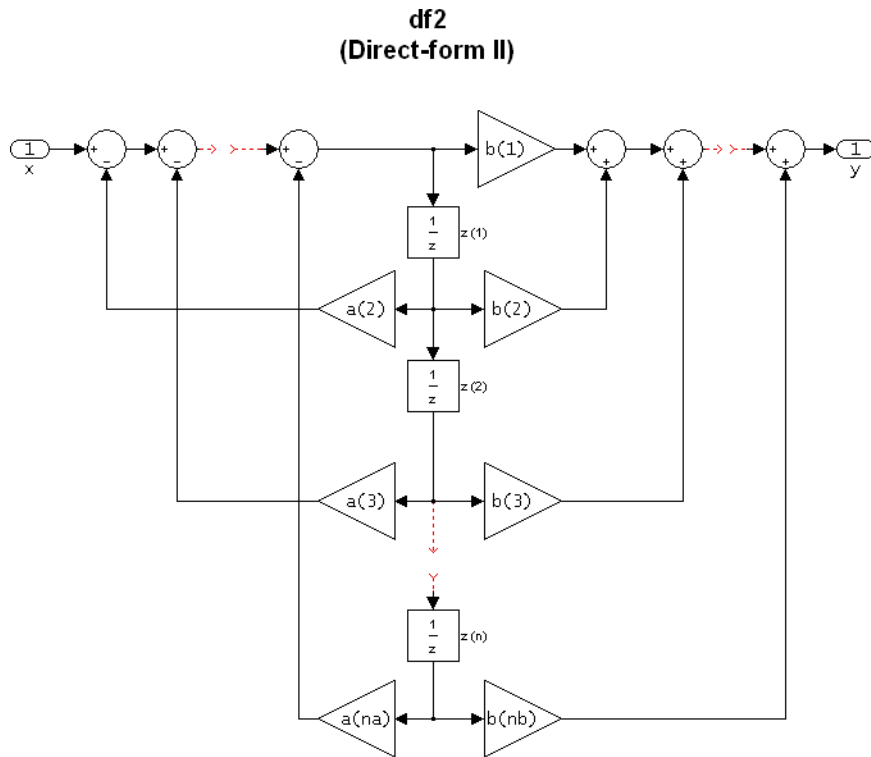 df2
(Direct-form II)
1
x
+
−
+
−
+
−
b(1)
+
+
+
+
+
+
1
y
1
z
z(1)
a(2)
b(2)
1
z
z(2)
a(3)
b(3)
1
z
z(n)
a(na)
b(nb)